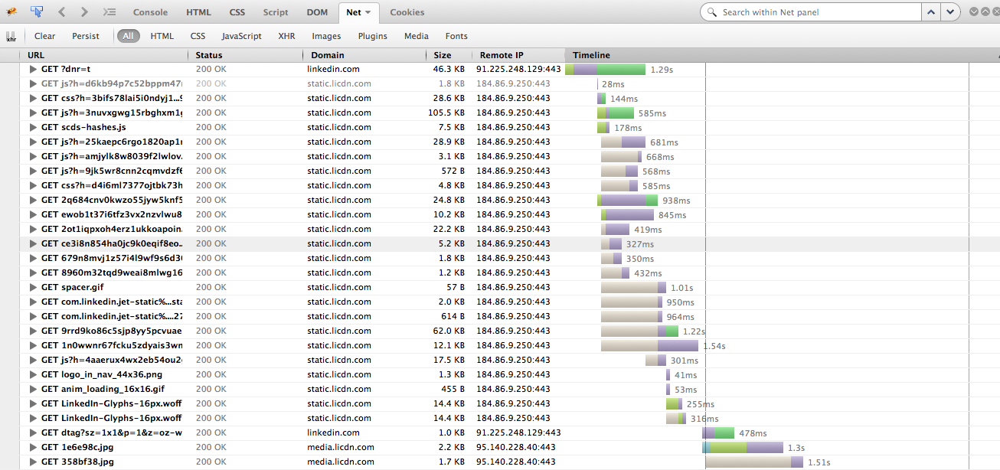 Console HTML CSS Script DOM Net Cookies Search within Net panel
xhr Clear Persist All HTML CSS JavaScript XHR Images Plugins Media Fonts
URL Status Domain Size Remote IP Timeline
GET ?dnr=t 200 OK linkedin.com 46.3 KB 91.225.248.129:443 1.29s
GET js?h=d6kb94p7c52bppm47 200 OK static.licdn.com 1.8 KB 184.86.9.250:443 28ms
GET css?h=3bifs78lai5i0ndyj1...9 200 OK static.licdn.com 28.6 KB 184.86.9.250:443 144ms
GET js?h=3nuvxgwg15rbghxm1 200 OK static.licdn.com 105.5 KB 184.86.9.250:443 585ms
GET scds-hashes.js 200 OK static.licdn.com 7.5 KB 184.86.9.250:443 178ms
GET js?h=25kaepc6rgo1820ap1 200 OK static.licdn.com 28.9 KB 184.86.9.250:443 681ms
GET js?h=amjylk8w8039f2lwlov. 200 OK static.licdn.com 3.1 KB 184.86.9.250:443 668ms
GET js?h=9jk5wr8cnn2cqmvdzf6 200 OK static.licdn.com 572 B 184.86.9.250:443 568ms
GET css?h=d4i6ml7377ojtbk73h 200 OK static.licdn.com 4.8 KB 184.86.9.250:443 585ms
GET 2q684cnv0kwzo55jyw5knf5 200 OK static.licdn.com 24.8 KB 184.86.9.250:443 938ms
GET ewob1t37i6tfz3vx2nzvlwu8 200 OK static.licdn.com 10.2 KB 184.86.9.250:443 845ms
GET 2ot1iqpxoh4erz1ukkoapoin. 200 OK static.licdn.com 22.2 KB 184.86.9.250:443 419ms
GET ce3i8n854ha0jc9k0eqif8eo.. 200 OK static.licdn.com 5.2 KB 184.86.9.250:443 327ms
GET 679n8mvj1z57i4l9wf9s6d3 200 OK static.licdn.com 1.8 KB 184.86.9.250:443 350ms
GET 8960m32tqd9weai8mlwg16 200 OK static.licdn.com 1.2 KB 184.86.9.250:443 432ms
GET spacer.gif 200 OK static.licdn.com 57 B 184.86.9.250:443 1.01s
GET com.linkedin.jet-static%...sta 200 OK static.licdn.com 2.0 KB 184.86.9.250:443 950ms
GET com.linkedin.jet-static%....27 200 OK static.licdn.com 614 B 184.86.9.250:443 964ms
GET 9rrd9ko86c5sjp8yy5pcvuae 200 OK static.licdn.com 62.0 KB 184.86.9.250:443 1.22s
GET 1n0wwnr67fcku5zdyais3wn 200 OK static.licdn.com 12.1 KB 184.86.9.250:443 1.54s
GET js?h=4aaerux4wx2eb54ou2 200 OK static.licdn.com 17.5 KB 184.86.9.250:443 301ms
GET logo_in_nav_44x36.png 200 OK static.licdn.com 1.3 KB 184.86.9.250:443 41ms
GET anim_loading_16x16.gif 200 OK static.licdn.com 455 B 184.86.9.250:443 53ms
GET LinkedIn-Glyphs-16px.woff 200 OK static.licdn.com 14.4 KB 184.86.9.250:443 255ms
GET LinkedIn-Glyphs-16px.woff 200 OK static.licdn.com 14.4 KB 184.86.9.250:443 316ms
GET dtag?sz=1x1&p=1&z=oz-w 200 OK linkedin.com 1.0 KB 91.225.248.129:443 478ms
GET 1e6e98c.jpg 200 OK media.licdn.com 2.2 KB 95.140.228.40:443 1.3s
GET 358bf38.jpg 200 OK media.licdn.com 1.7 KB 95.140.228.40:443 1.51s